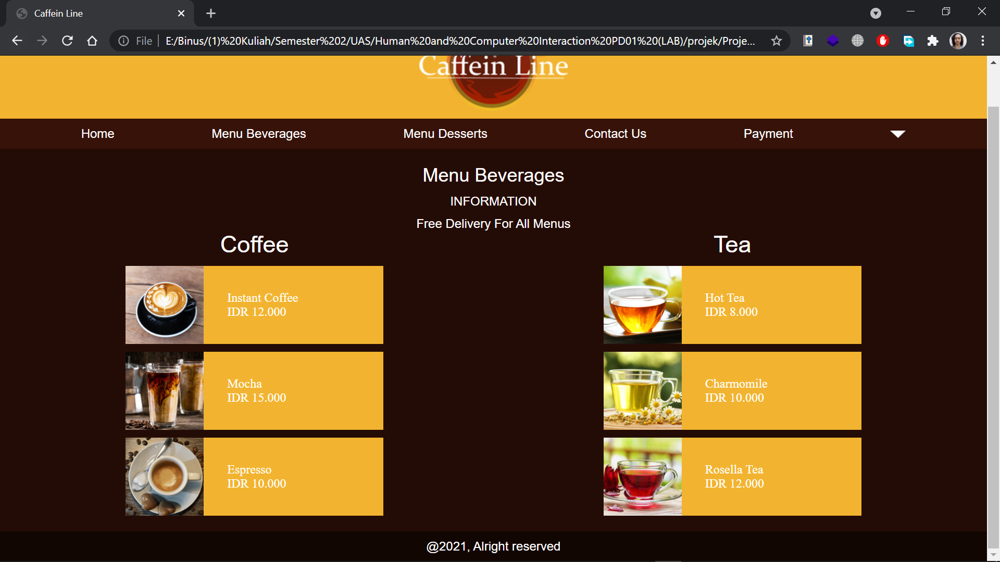 Caffein Line
File
E:/Binus/(1)%20Kuliah/Semester%202/UAS/Human%20and%20Computer%20Interaction%20PD01%20(LAB)/projek/Proje...
Caffein Line
Home
Menu Beverages
Menu Desserts
Contact Us
Payment
Menu Beverages
INFORMATION
Free Delivery For All Menus
Coffee
Instant Coffee
IDR 12.000
Mocha
IDR 15.000
Espresso
IDR 10.000
Tea
Hot Tea
IDR 8.000
Charmomile
IDR 10.000
Rosella Tea
IDR 12.000
@2021, Alright reserved